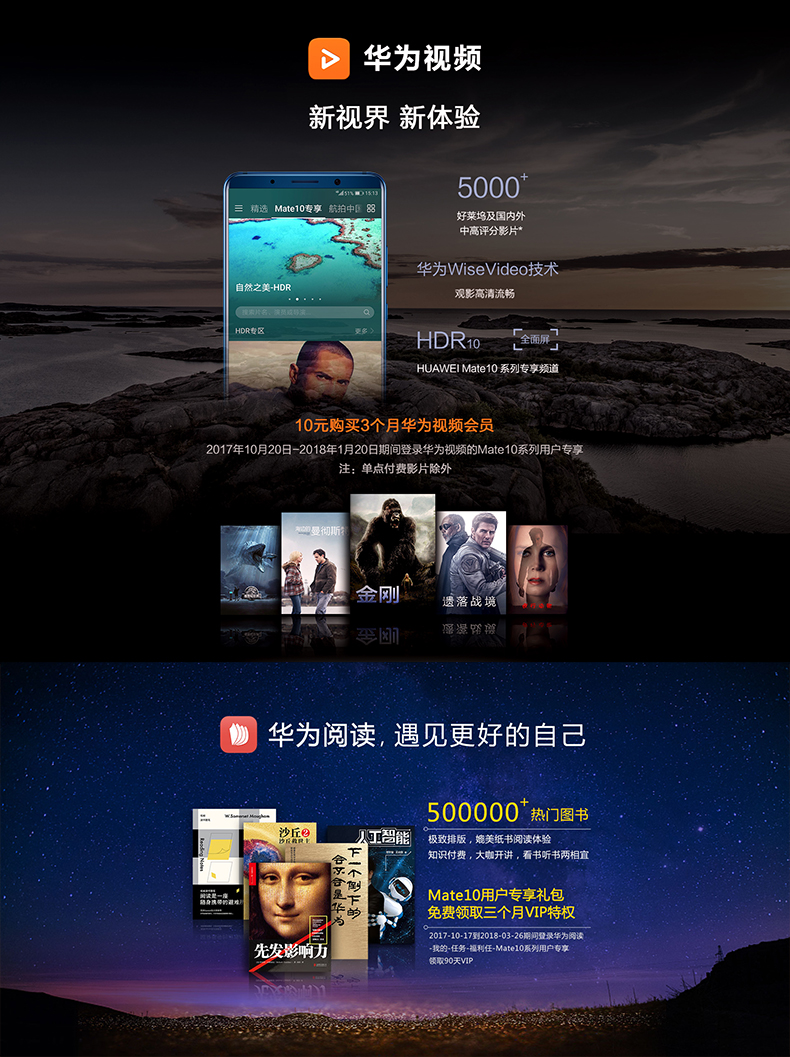 华为视频
新视界 新体验
51% 15:13
精选 Mate10专享 航拍中国
自然之美-HDR
HDR专区 更多
5000+
好莱坞及国内外
中高评分影片*
华为WiseVideo技术
观影高清流畅
HDR10 全面屏
HUAWEI Mate10 系列专享频道
10元购买3个月华为视频会员
2017年10月20日-2018年1月20日期间登录华为视频的Mate10系列用户专享
注：单点付费影片除外
曼彻斯特
金刚
遗落战境
华为阅读，遇见更好的自己
W.Somerset Maugham
Reading Notes
阅读是一座
随身携带的避难所
沙丘2
沙丘救世主
人工智能
下一个倒下的
会不会是华为
先发影响力
500000+热门图书
极致排版，媲美纸书阅读体验
知识付费，大咖开讲，看书听书两相宜
Mate10用户专享礼包
免费领取三个月VIP特权
2017-10-17到2018-03-26期间登录华为阅读
-我的-任务-福利任-Mate10系列用户专享
领取90天VIP